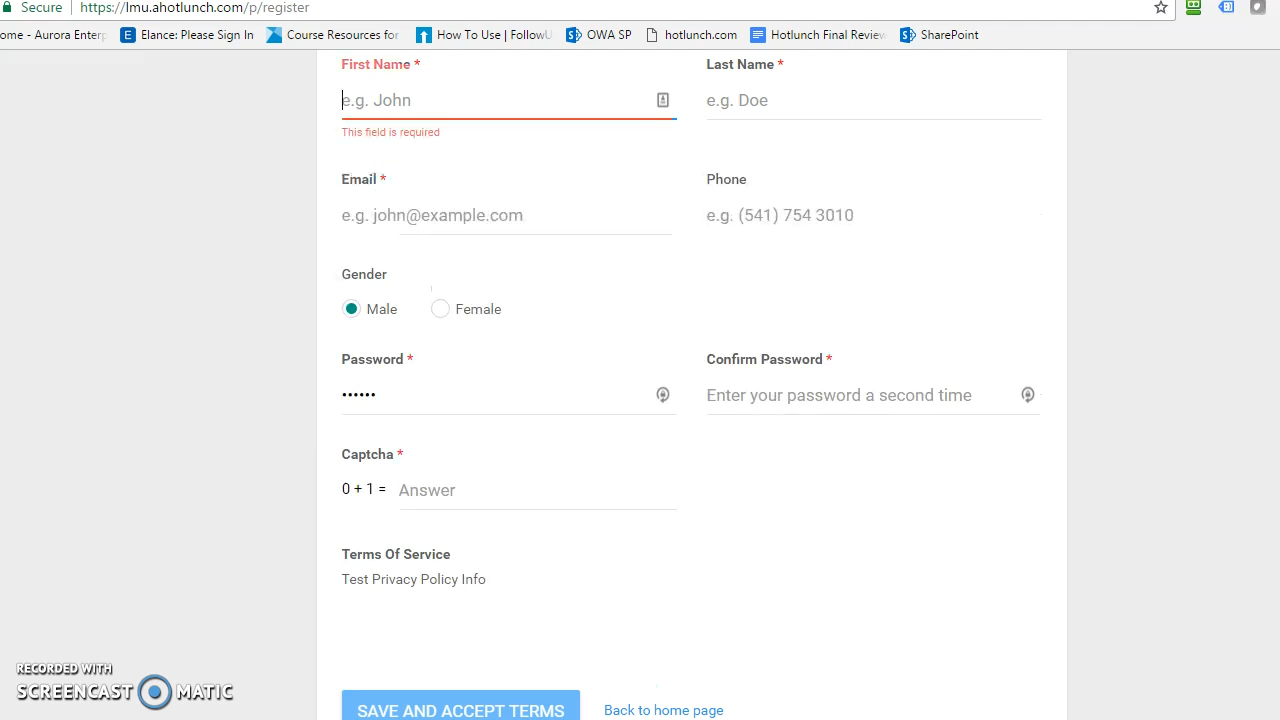 Secure | https://lmu.ahotlunch.com/p/register
ome - Aurora Enterp Elance: Please Sign In Course Resources for How To Use | FollowU OWA SP hotlunch.com Hotlunch Final Review SharePoint
First Name * Last Name *
e.g. John e.g. Doe
This field is required
Email * Phone
e.g. john@example.com e.g. (541) 754 3010
Gender
Male Female
Password * Confirm Password *
•••••• Enter your password a second time
Captcha *
0 + 1 = Answer
Terms Of Service
Test Privacy Policy Info
RECORDED WITH
SCREENCAST MATIC
SAVE AND ACCEPT TERMS Back to home page